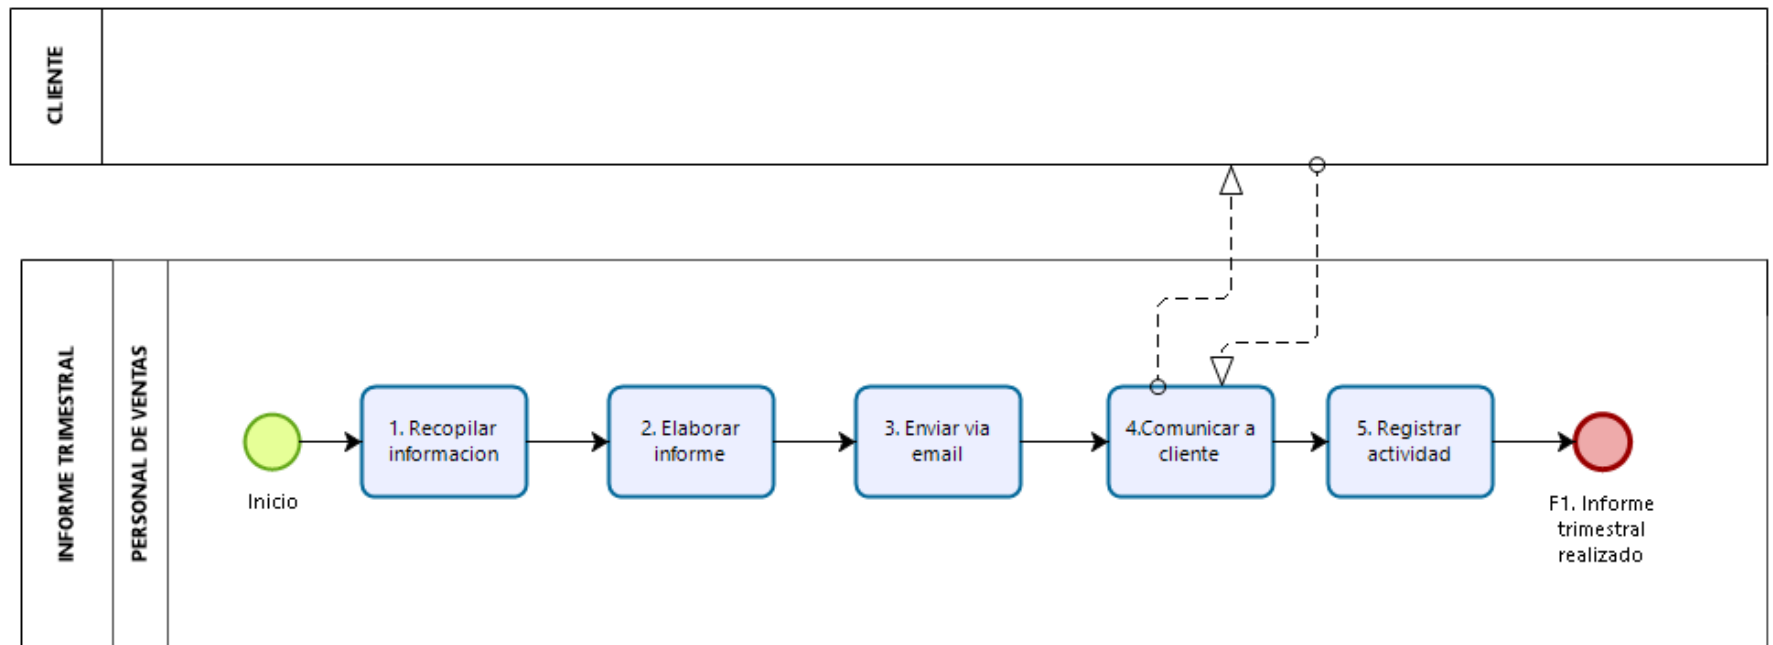 CLIENTE
INFORME TRIMESTRAL
PERSONAL DE VENTAS
Inicio
1. Recopilar
informacion
2. Elaborar
informe
3. Enviar via
email
4.Comunicar a
cliente
5. Registrar
actividad
F1. Informe
trimestral
realizado